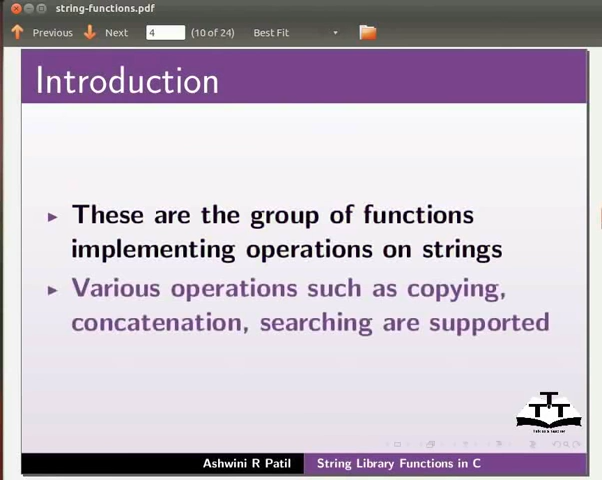 string-functions.pdf
Previous Next 4 (10 of 24) Best Fit
Introduction
These are the group of functions
implementing operations on strings
Various operations such as copying,
concatenation, searching are supported
Ashwini R Patil String Library Functions in C